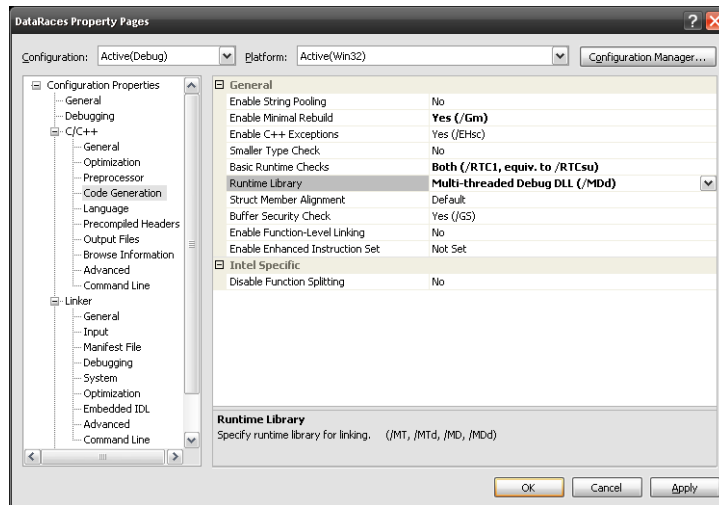 DataRaces Property Pages
Configuration: Active(Debug) Platform: Active(Win32) Configuration Manager...
Configuration Properties
General
Debugging
C/C++
General
Optimization
Preprocessor
Code Generation
Language
Precompiled Headers
Output Files
Browse Information
Advanced
Command Line
Linker
General
Input
Manifest File
Debugging
System
Optimization
Embedded IDL
Advanced
Command Line
General
Enable String Pooling No
Enable Minimal Rebuild Yes (/Gm)
Enable C++ Exceptions Yes (/EHsc)
Smaller Type Check No
Basic Runtime Checks Both (/RTC1, equiv. to /RTCsu)
Runtime Library Multi-threaded Debug DLL (/MDd)
Struct Member Alignment Default
Buffer Security Check Yes (/GS)
Enable Function-Level Linking No
Enable Enhanced Instruction Set Not Set
Intel Specific
Disable Function Splitting No
Runtime Library
Specify runtime library for linking. (/MT, /MTd, /MD, /MDd)
OK Cancel Apply